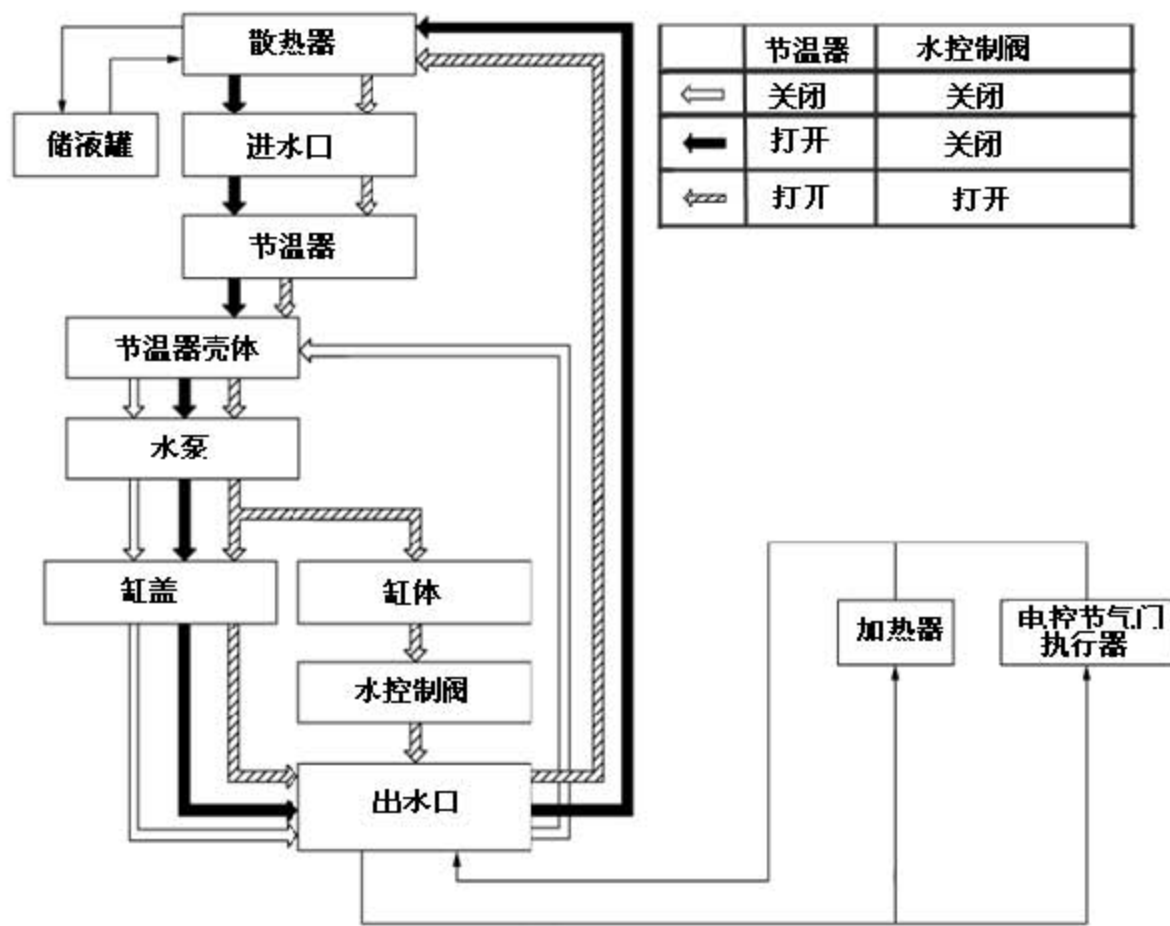 散热器
储液罐
进水口
节温器
节温器壳体
水泵
缸盖
缸体
水控制阀
出水口
加热器
电控节气门
执行器
节温器 水控制阀
关闭 关闭
打开 关闭
打开 打开